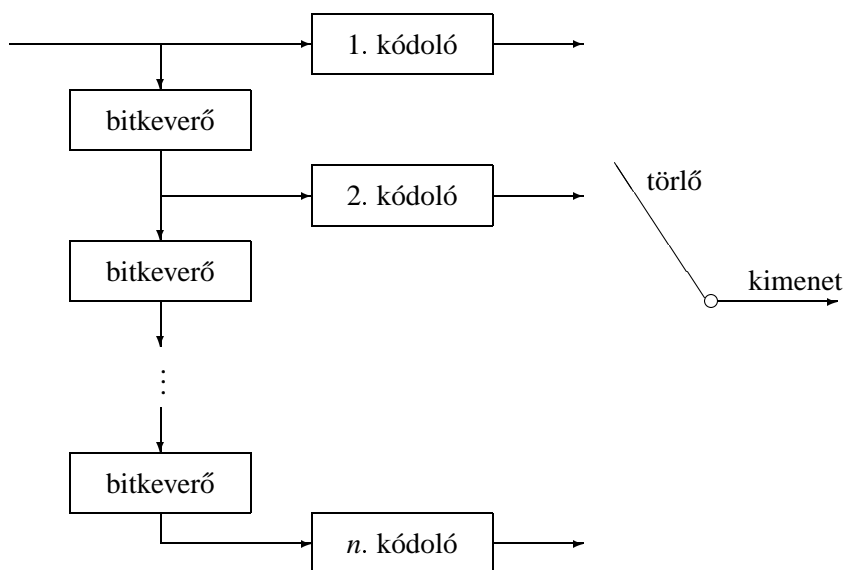 1. kódoló
bitkeverő
2. kódoló
törlő
bitkeverő
kimenet
⋮
bitkeverő
n. kódoló